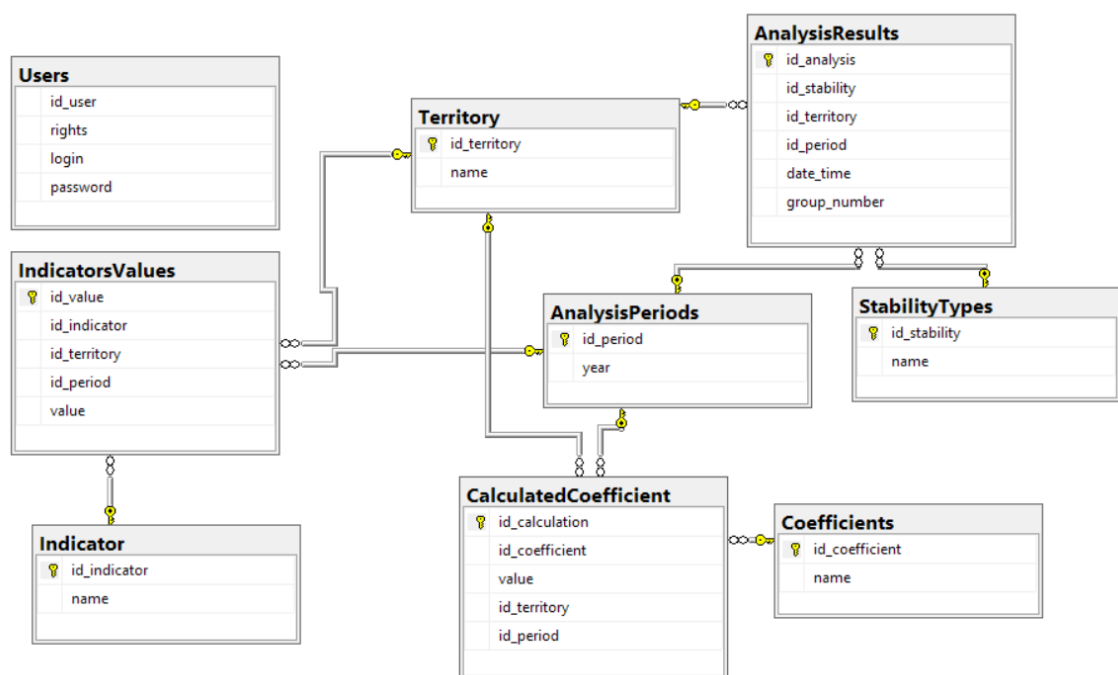 Users
id_user
rights
login
password
Territory
id_territory
name
AnalysisResults
id_analysis
id_stability
id_territory
id_period
date_time
group_number
IndicatorsValues
id_value
id_indicator
id_territory
id_period
value
AnalysisPeriods
id_period
year
StabilityTypes
id_stability
name
Indicator
id_indicator
name
CalculatedCoefficient
id_calculation
id_coefficient
value
id_territory
id_period
Coefficients
id_coefficient
name